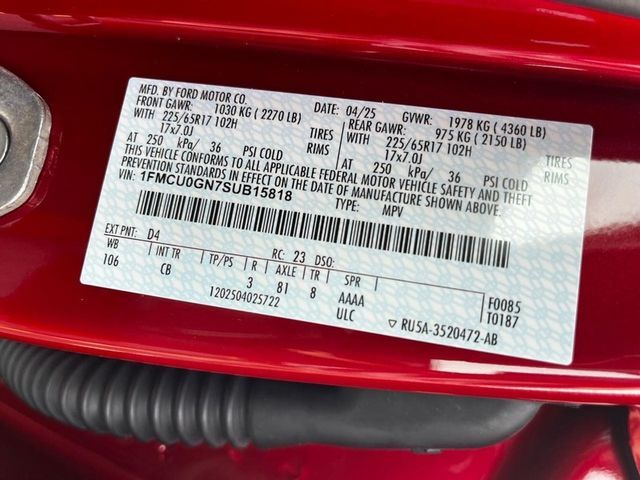 MFD. BY FORD MOTOR CO. DATE: 04/25 GVWR: 1978 KG ( 4360 LB)
FRONT GAWR: 1030 KG ( 2270 LB) REAR GAWR: 975 KG ( 2150 LB)
WITH 225/65R17 102H TIRES WITH 225/65R17 102H TIRES
17x7.0J RIMS 17x7.0J RIMS
AT 250 kPa/ 36 PSI COLD AT 250 kPa/ 36 PSI COLD
THIS VEHICLE CONFORMS TO ALL APPLICABLE FEDERAL MOTOR VEHICLE SAFETY AND THEFT
PREVENTION STANDARDS IN EFFECT ON THE DATE OF MANUFACTURE SHOWN ABOVE.
VIN: 1FMCU0GN7SUB15818
TYPE: MPV
EXT PNT: D4 RC: 23 DSO:
WB INT TR TP/PS R AXLE TR SPR
106 CB 3 81 8 AAAA F0085
1202504025722 ULC T0187
▽ RU5A-3520472-AB